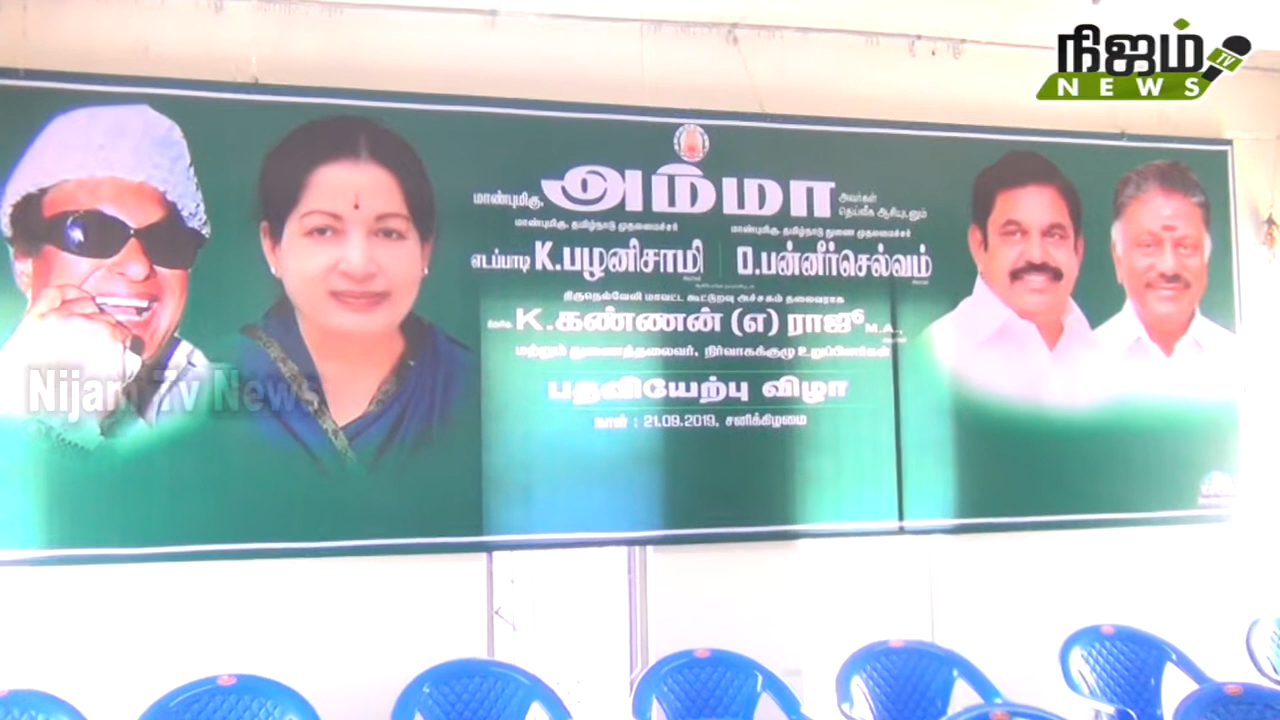 நிஜம்
TV
NEWS
அம்மா
மாண்புமிகு.
அவர்கள்
தெய்வீக ஆசியுடனும்
மாண்புமிகு. தமிழ்நாடு முதலமைச்சர்
எடப்பாடி K.பழனிசாமி
மாண்புமிகு. தமிழ்நாடு துணை முதலமைச்சர்
O.பன்னீர்செல்வம்
திருநெல்வேலி மாவட்ட கூட்டுறவு அச்சகம் தலைவராக
K.கண்ணன் (எ) ராஜு M.A.,
மற்றும் துணைத்தலைவர், நிர்வாகக்குழு உறுப்பினர்கள்
பதவியேற்பு விழா
நாள் : 21.09.2019, சனிக்கிழமை
Nijam Tv News